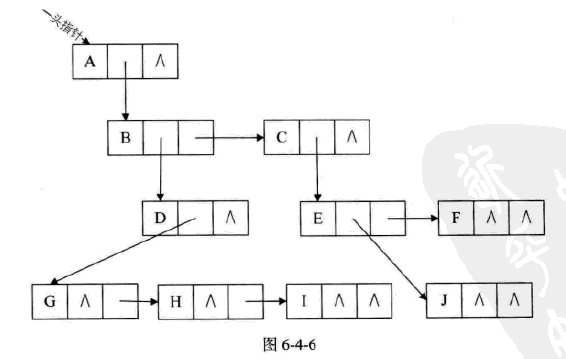 头指针
A ∧
B C ∧
D ∧ E F ∧ ∧
G ∧ H ∧ I ∧ ∧ J ∧ ∧
图 6-4-6